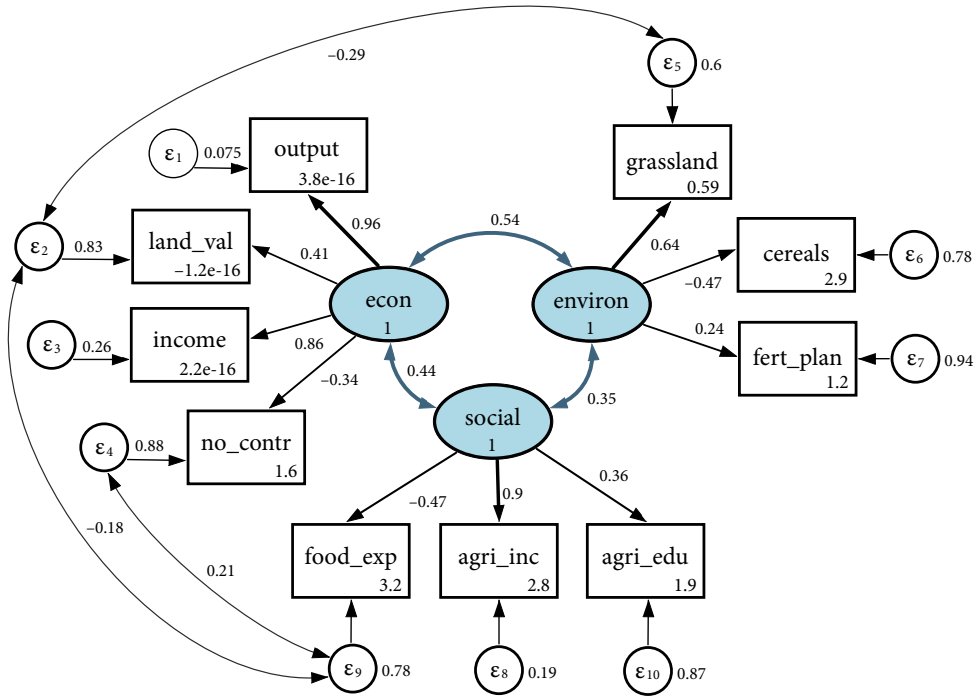 −0.29
ε5
0.6
ε1
0.075
output
3.8e-16
grassland
0.59
0.96
0.54
0.64
ε2
0.83
land_val
−1.2e-16
0.41
cereals
2.9
ε6
0.78
−0.47
econ
1
environ
1
ε3
0.26
income
2.2e-16
0.86
0.24
fert_plan
1.2
ε7
0.94
−0.34
0.44
0.35
social
1
ε4
0.88
no_contr
1.6
−0.47
0.9
0.36
−0.18
0.21
food_exp
3.2
agri_inc
2.8
agri_edu
1.9
ε9
0.78
ε8
0.19
ε10
0.87